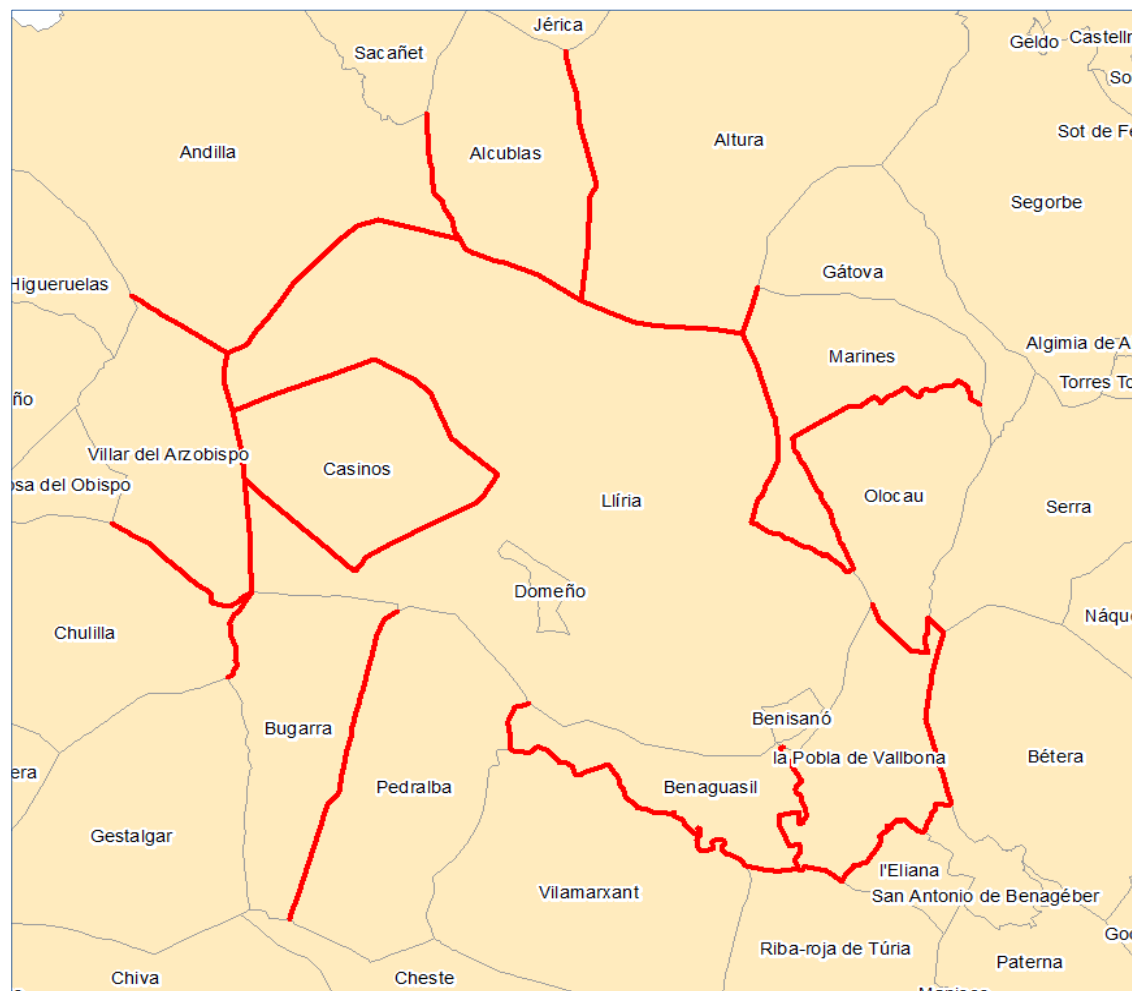 Jérica
Sacañet
Geldo
Castelln
So
Andilla
Alcublas
Altura
Sot de Fe
Segorbe
Higueruelas
Gátova
Algimia de A
Marines
Torres To
ño
Villar del Arzobispo
Casinos
osa del Obispo
Llíria
Olocau
Serra
Domeño
Chulilla
Náque
Bugarra
Benisanó
la Pobla de Vallbona
Bétera
era
Pedralba
Benaguasil
Gestalgar
l'Eliana
Vilamarxant
San Antonio de Benagéber
God
Riba-roja de Túria
Paterna
Chiva
Cheste